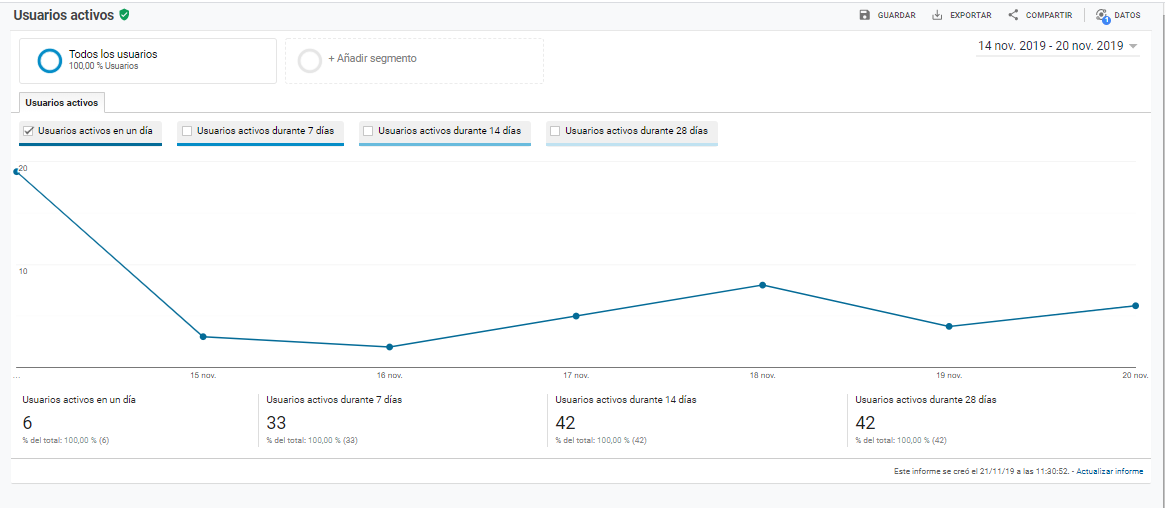 Usuarios activos
GUARDAR EXPORTAR COMPARTIR DATOS
1
Todos los usuarios
100,00 % Usuarios
+ Añadir segmento
14 nov. 2019 - 20 nov. 2019
Usuarios activos
Usuarios activos en un día Usuarios activos durante 7 días Usuarios activos durante 14 días Usuarios activos durante 28 días
20
10
... 15 nov. 16 nov. 17 nov. 18 nov. 19 nov. 20 nov.
Usuarios activos en un día Usuarios activos durante 7 días Usuarios activos durante 14 días Usuarios activos durante 28 días
6 33 42 42
% del total: 100,00 % (6) % del total: 100,00 % (33) % del total: 100,00 % (42) % del total: 100,00 % (42)
Este informe se creó el 21/11/19 a las 11:30:52. - Actualizar informe